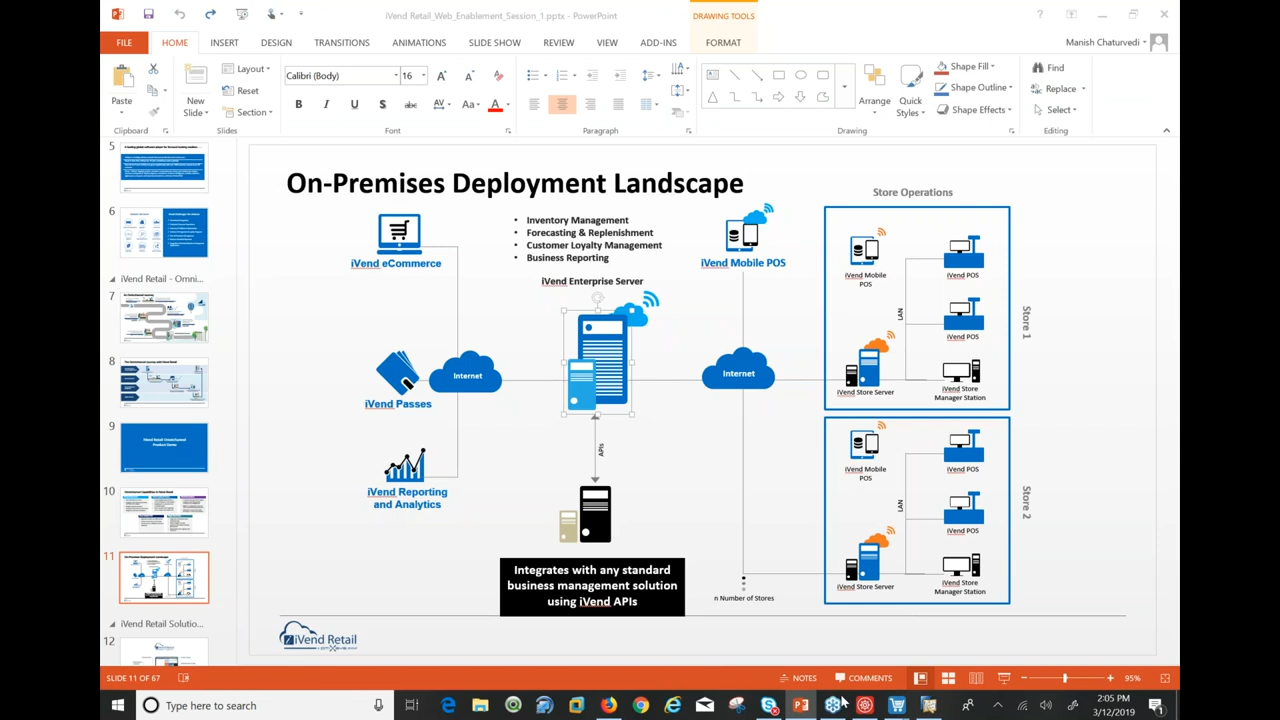 iVend Retail_Web_Enablement_Session_1.pptx - PowerPoint
DRAWING TOOLS
FILE
HOME
INSERT
DESIGN
TRANSITIONS
ANIMATIONS
SLIDE SHOW
REVIEW
VIEW
ADD-INS
FORMAT
Manish Chaturvedi
Paste
Clipboard
New
Slide
Layout
Reset
Section
Slides
Calibri (Body)
16
Font
Paragraph
Arrange
Quick
Styles
Shape Fill
Shape Outline
Shape Effects
Drawing
Find
Replace
Select
Editing
5
6
iVend Retail - Omni
7
8
9
10
11
iVend Retail Solutio
12
On-Premises Deployment Landscape
iVend eCommerce
• Inventory Management
• Forecasting & Replenishment
• Customer Loyalty Management
• Business Reporting
iVend Enterprise Server
iVend Mobile POS
Internet
iVend Passes
Internet
APIs
iVend Reporting
and Analytics
Integrates with any standard
business management solution
using iVend APIs
n Number of Stores
Store Operations
iVend Mobile
POS
iVend POS
LAN
iVend POS
iVend Store Server
iVend Store
Manager Station
Store 1
iVend Mobile
POS
iVend POS
LAN
iVend POS
iVend Store Server
iVend Store
Manager Station
Store 2
iVend Retail
SLIDE 11 OF 67
NOTES
COMMENTS
95%
Type here to search
2:05 PM
3/12/2019
1